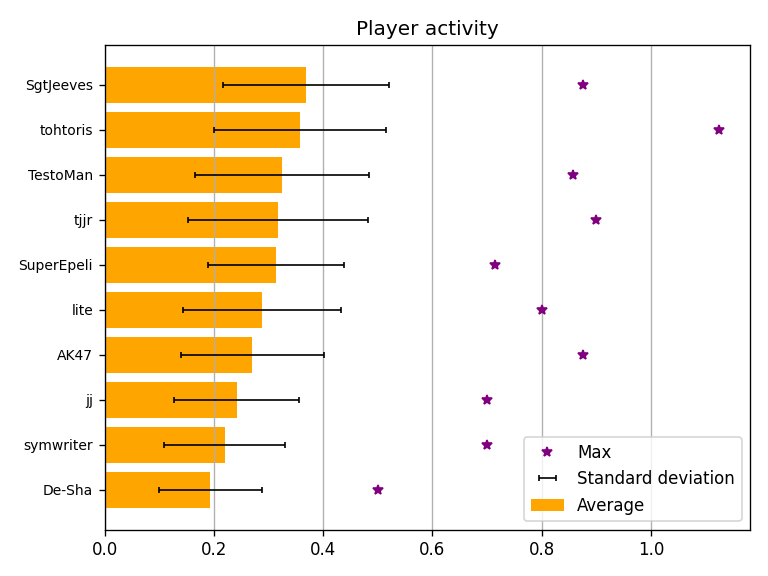 Player activity
SgtJeeves
tohtoris
TestoMan
tjjr
SuperEpeli
lite
AK47
jj
symwriter
De-Sha
Max
Standard deviation
Average
0.0 0.2 0.4 0.6 0.8 1.0